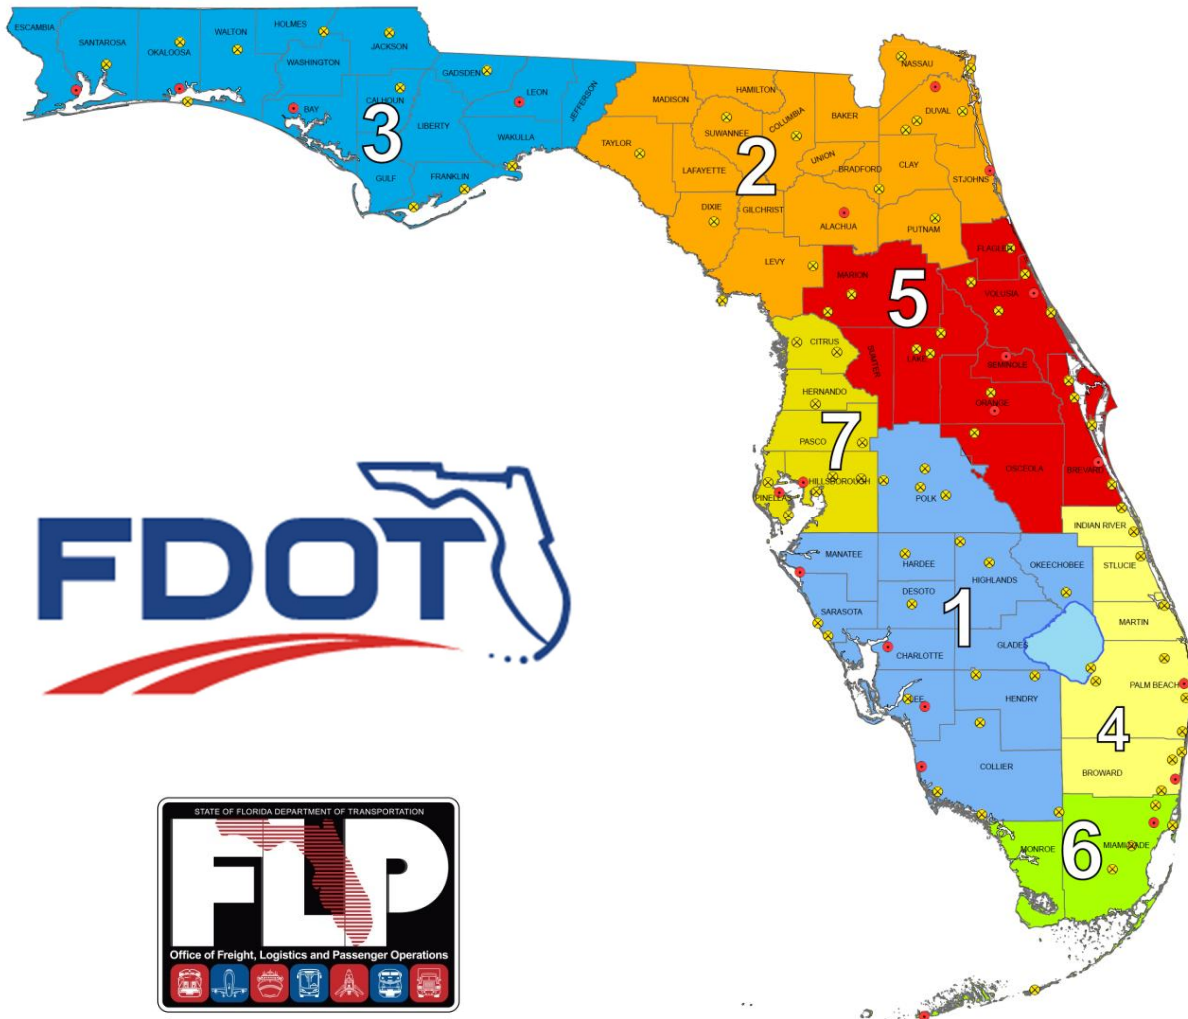 ESCAMBIA
SANTAROSA
OKALOOSA
WALTON
HOLMES
WASHINGTON
JACKSON
BAY
CALHOUN
GULF
LIBERTY
GADSDEN
FRANKLIN
LEON
WAKULLA
JEFFERSON
3
MADISON
TAYLOR
HAMILTON
SUWANNEE
LAFAYETTE
DIXIE
COLUMBIA
GILCHRIST
LEVY
BAKER
UNION
BRADFORD
ALACHUA
NASSAU
DUVAL
CLAY
STJOHNS
PUTNAM
2
FLAGLER
MARION
VOLUSIA
SUMTER
LAKE
SEMINOLE
ORANGE
OSCEOLA
BREVARD
5
CITRUS
HERNANDO
PASCO
PINELLAS
HILLSBOROUGH
7
POLK
MANATEE
HARDEE
HIGHLANDS
OKEECHOBEE
SARASOTA
DESOTO
CHARLOTTE
GLADES
LEE
HENDRY
COLLIER
1
INDIAN RIVER
STLUCIE
MARTIN
PALM BEACH
BROWARD
4
MONROE
MIAMI-DADE
6
FDOT
STATE OF FLORIDA DEPARTMENT OF TRANSPORTATION
FLP
Office of Freight, Logistics and Passenger Operations